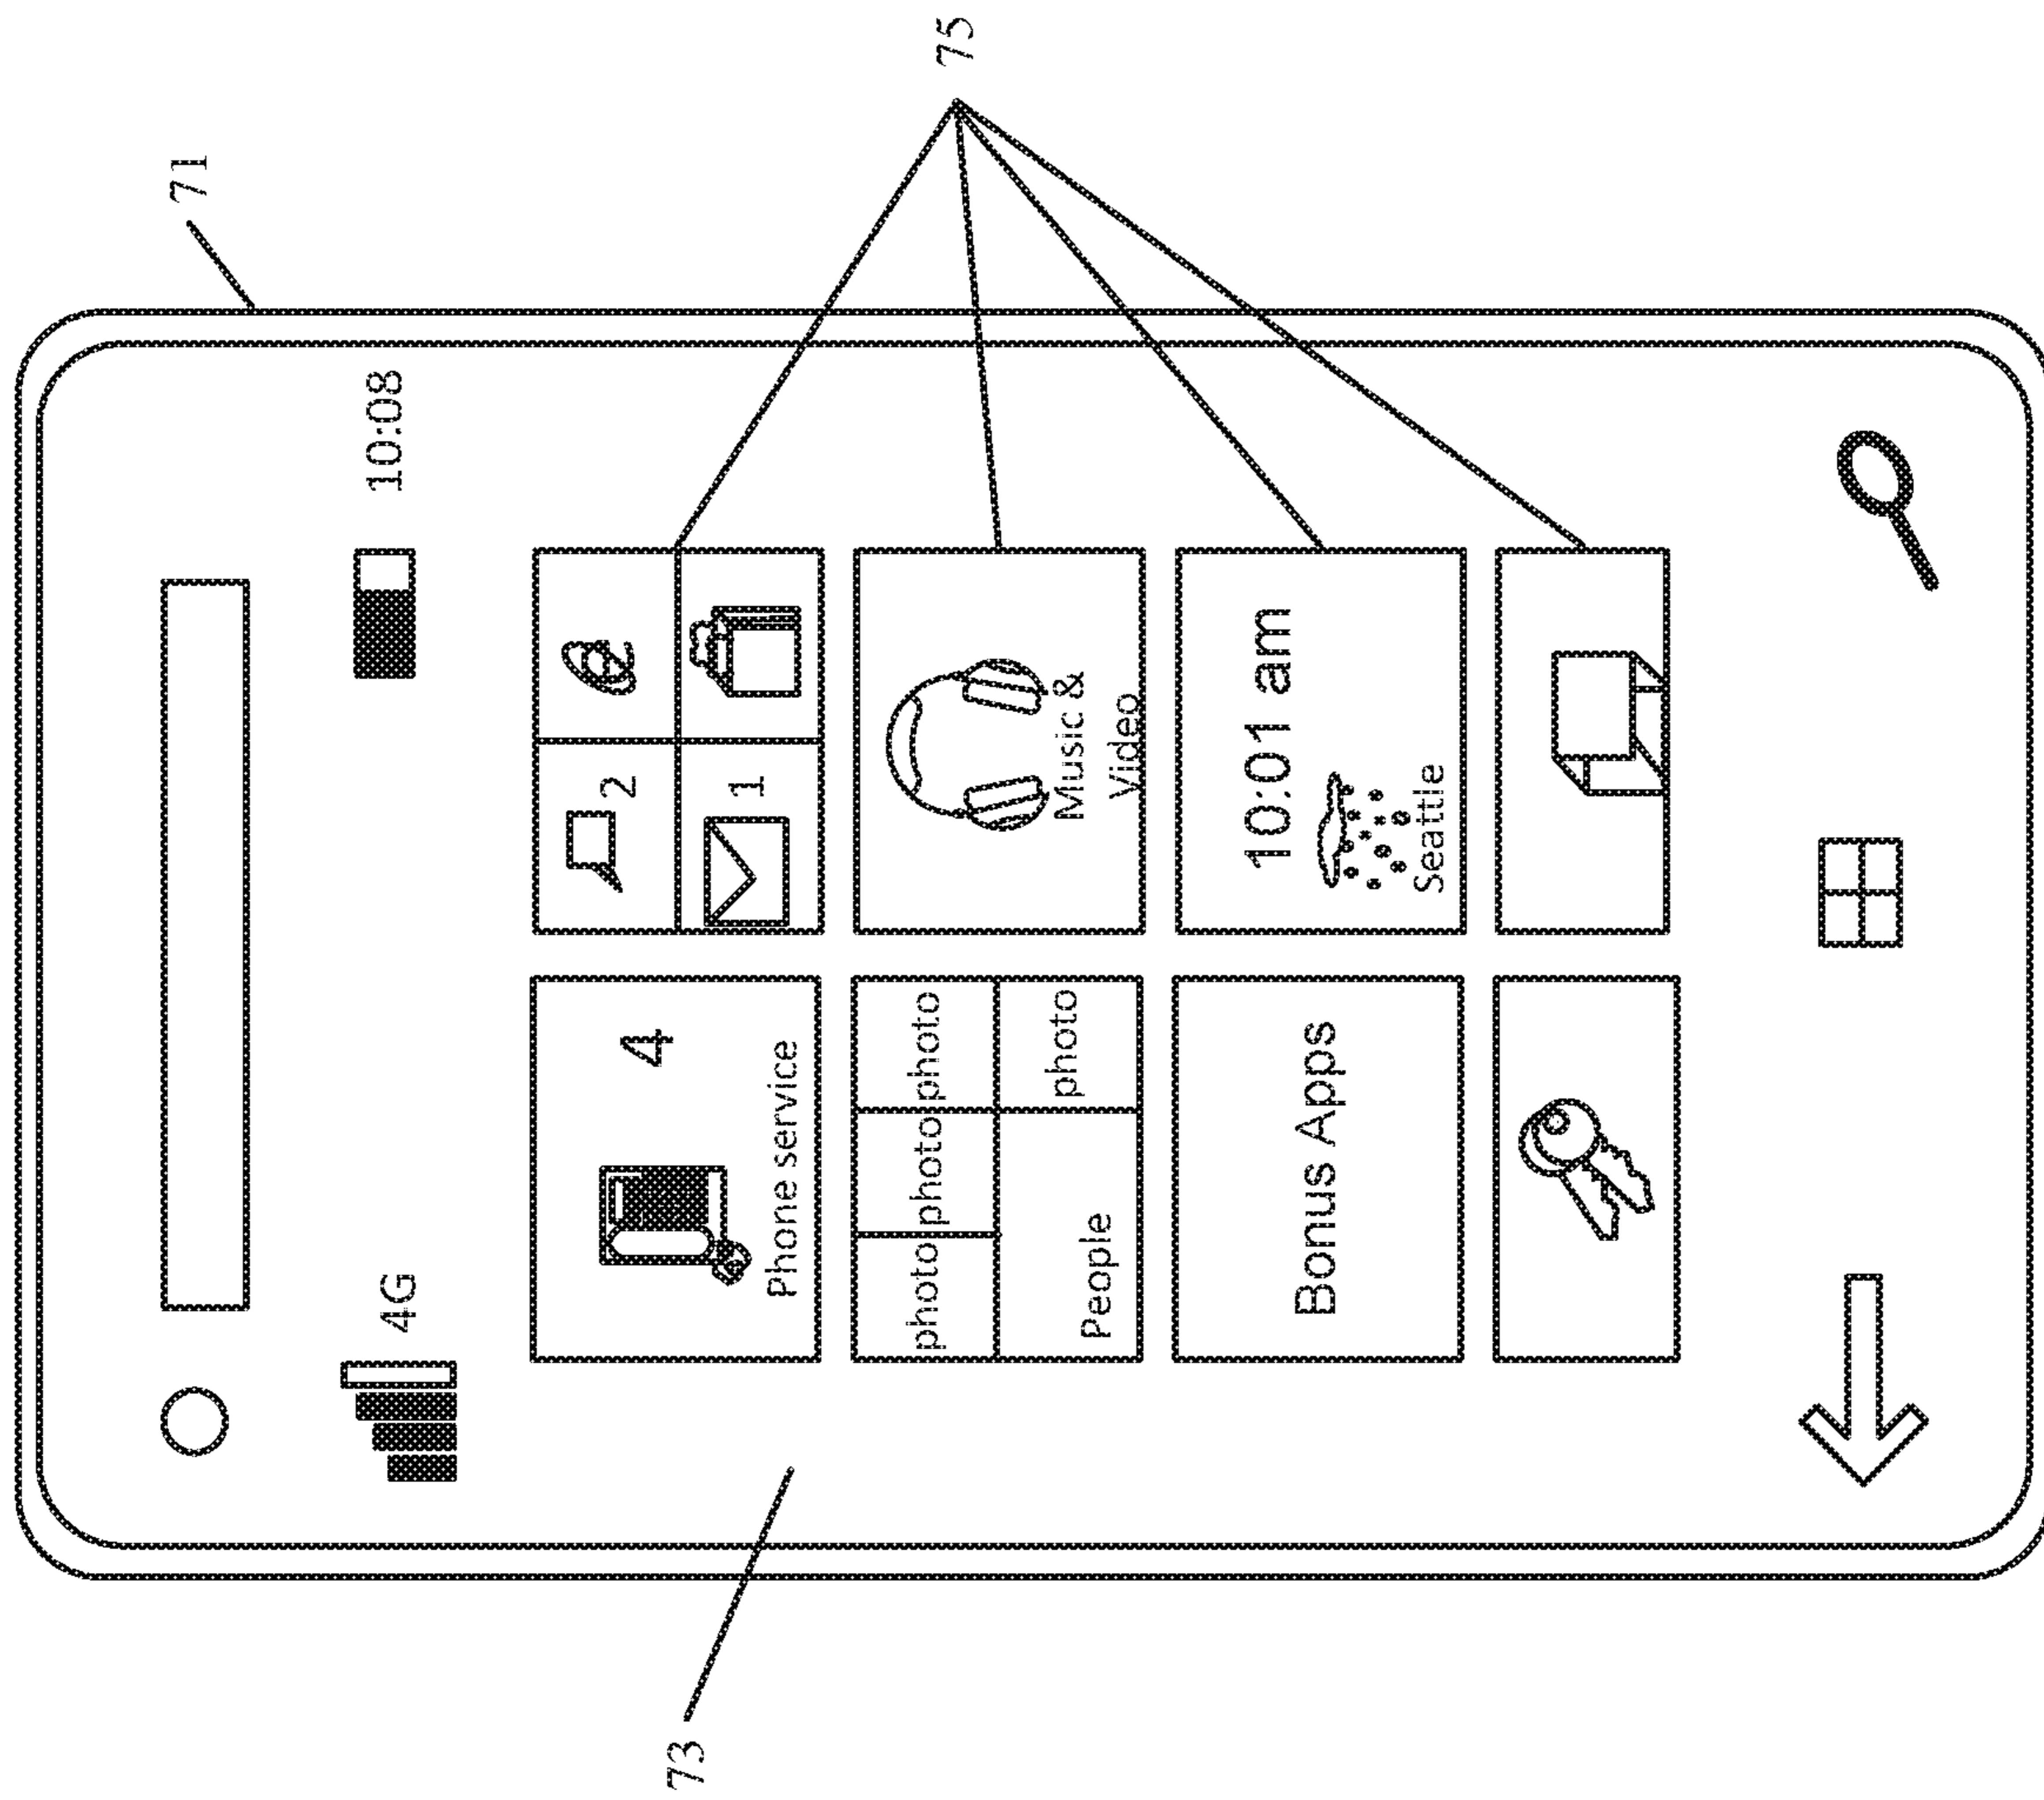 71
4G
10:08
75
4
Phone service
2
1
photo
photo
photo
People
photo
Music &
Video
Bonus Apps
10:01 am
Seattle
73